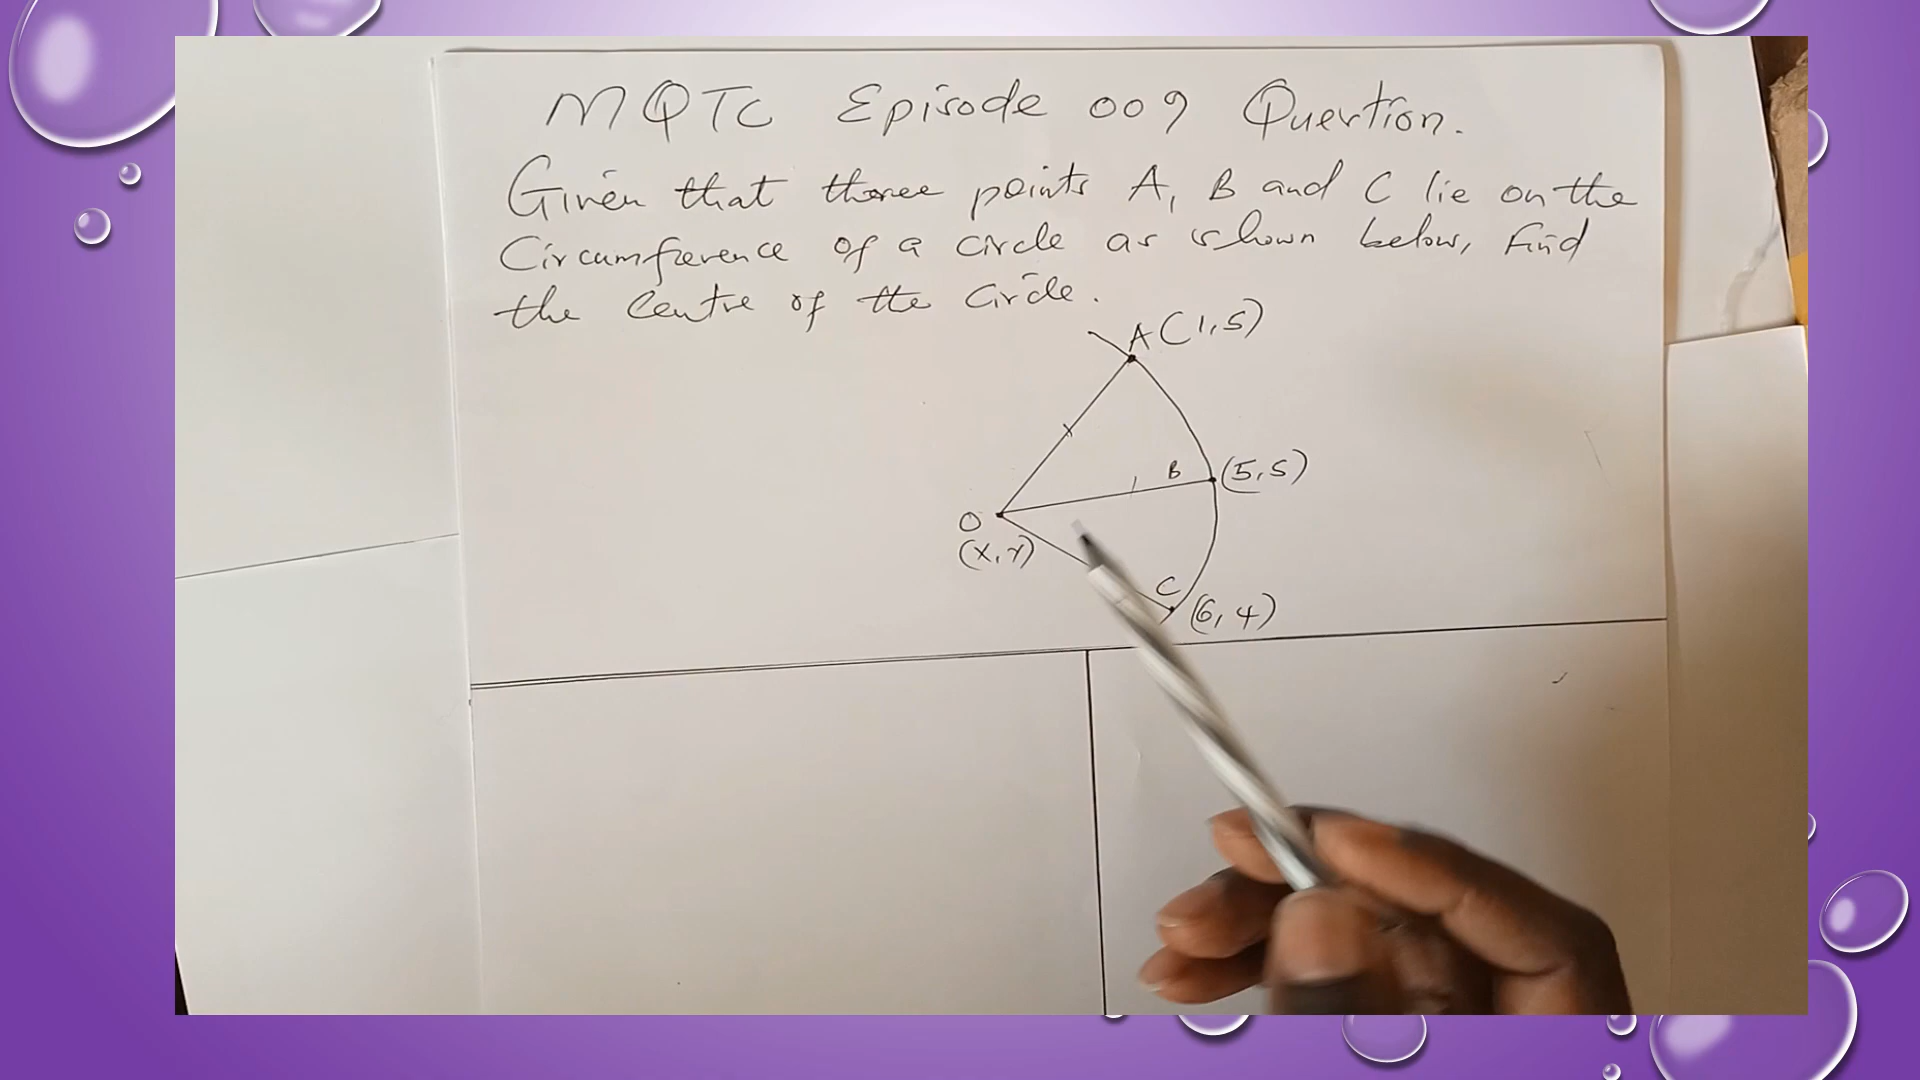 MQTC Episode 009 Question.
Given that three points A, B and C lie on the
Circumference of a circle as shown below, find
the Centre of the Circle.
A (1,5)
B (5,5)
O
(x,y)
C (6,4)